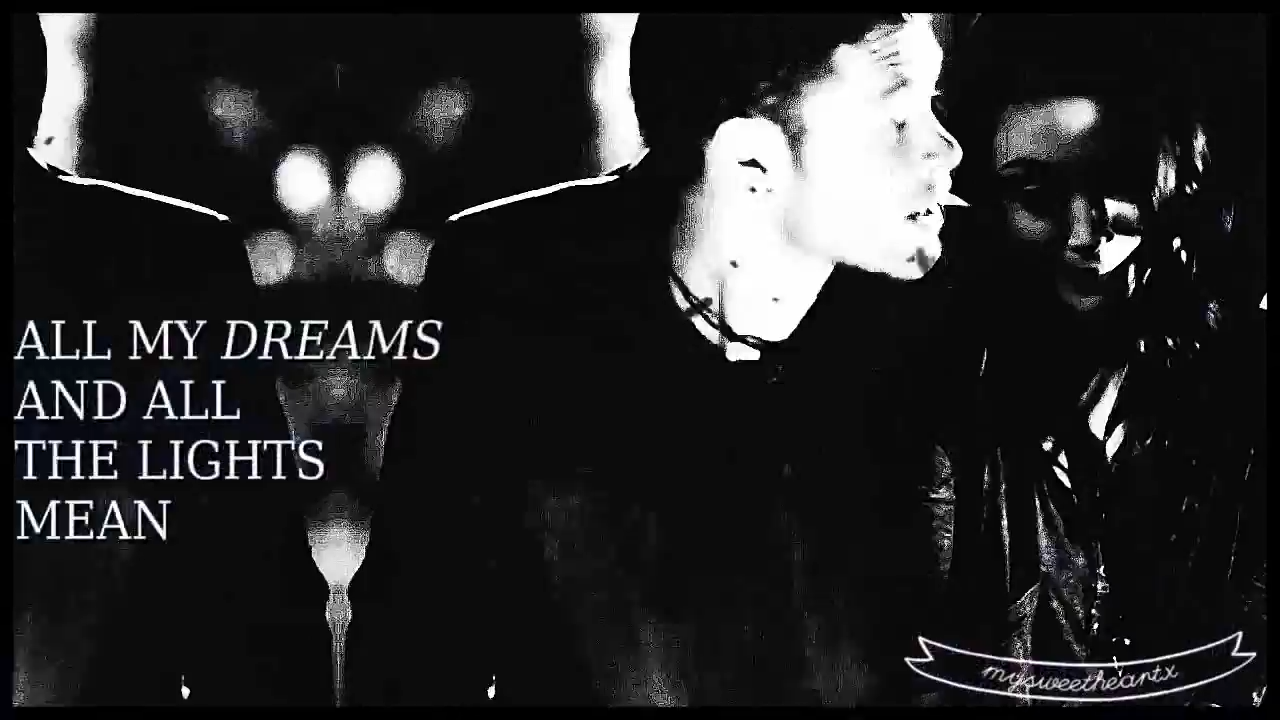 ALL MY DREAMS
AND ALL
THE LIGHTS
MEAN
mysweetheartx